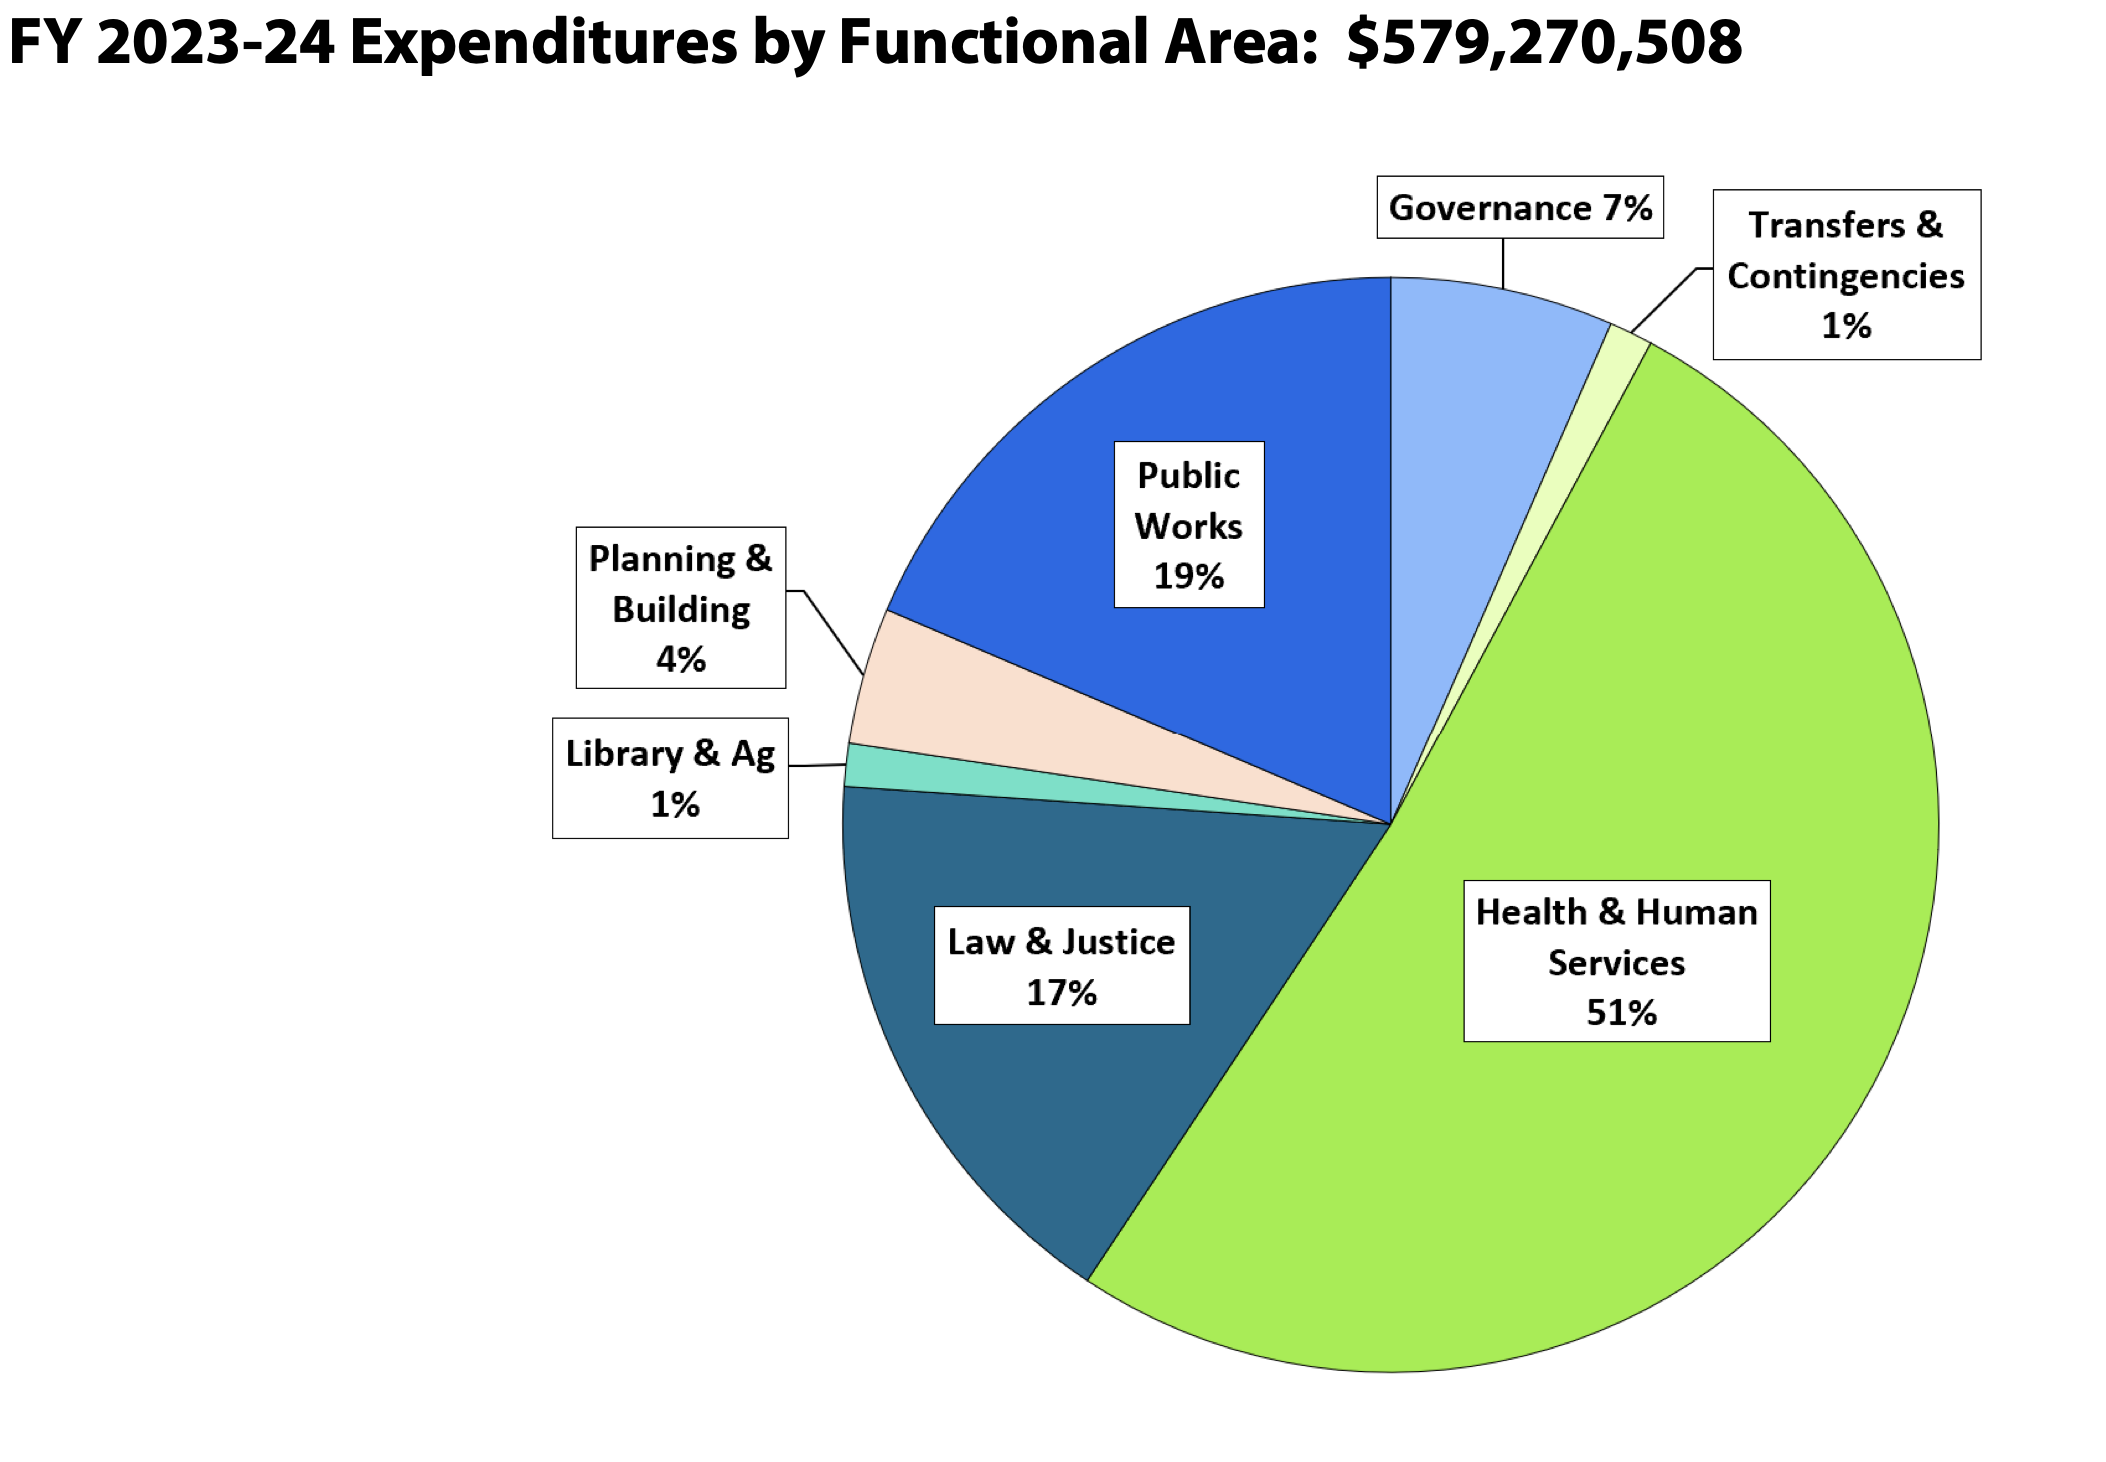 FY 2023-24 Expenditures by Functional Area:  $579,270,508
Governance 7%
Transfers &
Contingencies
1%
Public
Works
19%
Planning &
Building
4%
Library & Ag
1%
Law & Justice
17%
Health & Human
Services
51%